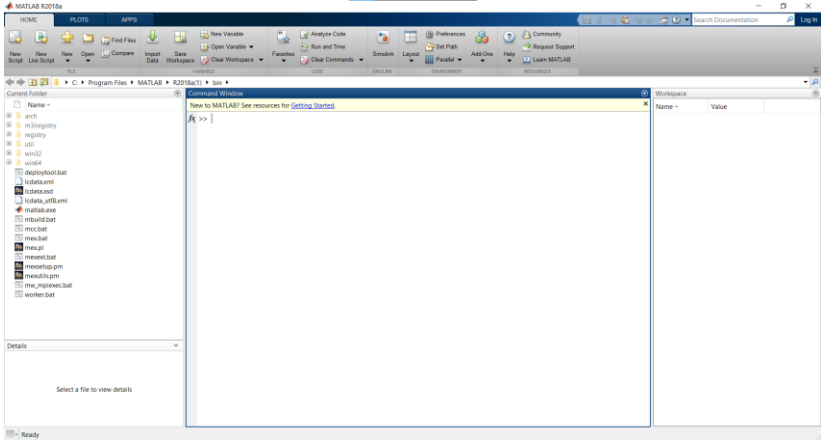 MATLAB R2018a
HOME PLOTS APPS
Search Documentation
Log In
New Script
New Live Script
New
Open
Find Files
Compare
Import Data
Save Workspace
New Variable
Open Variable
Clear Workspace
Favorites
Analyze Code
Run and Time
Clear Commands
Simulink
Layout
Preferences
Set Path
Parallel
Add-Ons
Help
Community
Request Support
Learn MATLAB
FILE VARIABLE CODE SIMULINK ENVIRONMENT RESOURCES
C: Program Files MATLAB R2018a(1) bin
Current Folder
Name
arch
m3iregistry
registry
util
win32
win64
deploytool.bat
lcdata.xml
lcdata.xsd
lcdata_utf8.xml
matlab.exe
mbuild.bat
mcc.bat
mex.bat
mex.pl
mexext.bat
mexsetup.pm
mexutils.pm
mw_mpiexec.bat
worker.bat
Details
Select a file to view details
Command Window
New to MATLAB? See resources for Getting Started.
fx >>
Workspace
Name Value
Ready